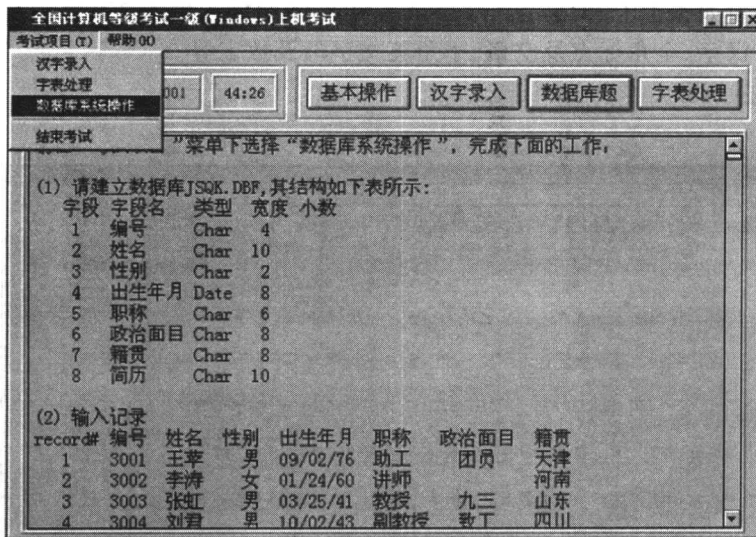 全国计算机等级考试一级(Windows)上机考试
考试项目(T) 帮助(H)
汉字录入
字表处理
数据库系统操作
结束考试
001 44:26 基本操作 汉字录入 数据库题 字表处理
”菜单下选择“数据库系统操作”，完成下面的工作，
(1) 请建立数据库JSQK.DBF,其结构如下表所示:
字段 字段名 类型 宽度 小数
1 编号 Char 4
2 姓名 Char 10
3 性别 Char 2
4 出生年月 Date 8
5 职称 Char 6
6 政治面目 Char 8
7 籍贯 Char 8
8 简历 Char 10
(2) 输入记录
record# 编号 姓名 性别 出生年月 职称 政治面目 籍贯
1 3001 王苹 男 09/02/76 助工 团员 天津
2 3002 李涛 女 01/24/60 讲师 河南
3 3003 张虹 男 03/25/41 教授 九三 山东
4 3004 刘君 男 10/02/43 副教授 致工 四川